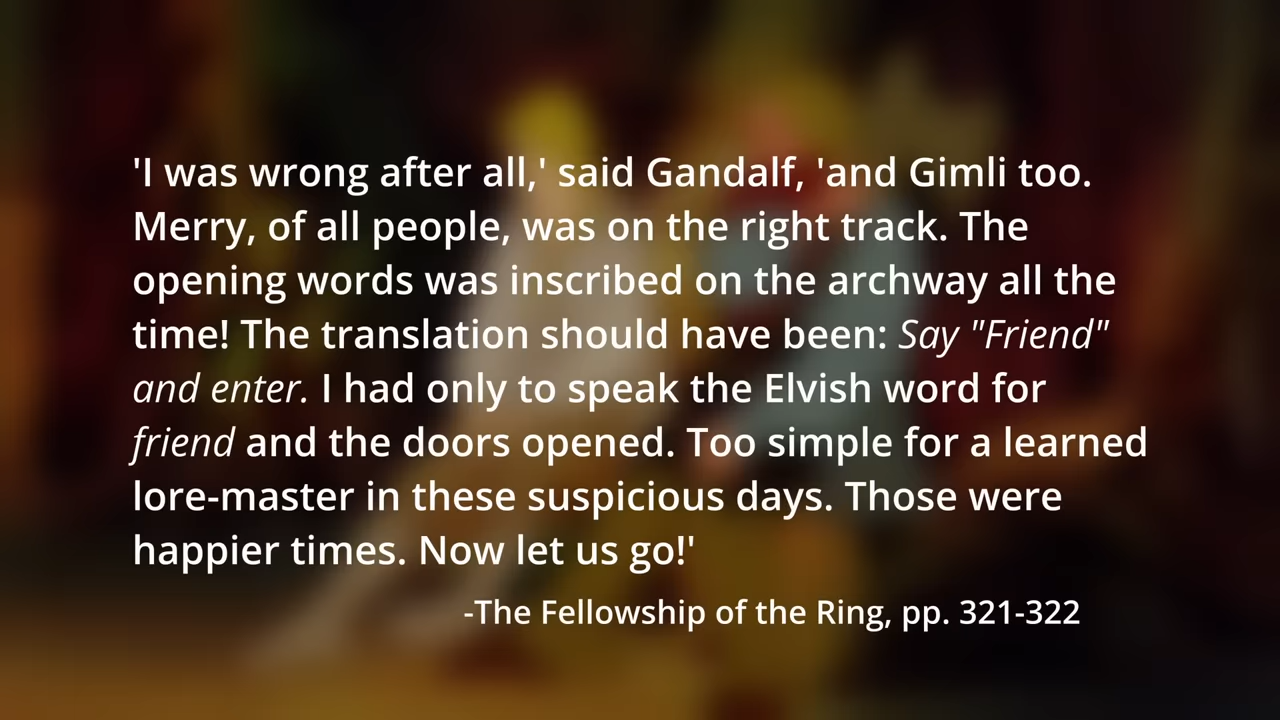 'I was wrong after all,' said Gandalf, 'and Gimli too.
Merry, of all people, was on the right track. The
opening words was inscribed on the archway all the
time! The translation should have been: Say "Friend"
and enter. I had only to speak the Elvish word for
friend and the doors opened. Too simple for a learned
lore-master in these suspicious days. Those were
happier times. Now let us go!'
-The Fellowship of the Ring, pp. 321-322